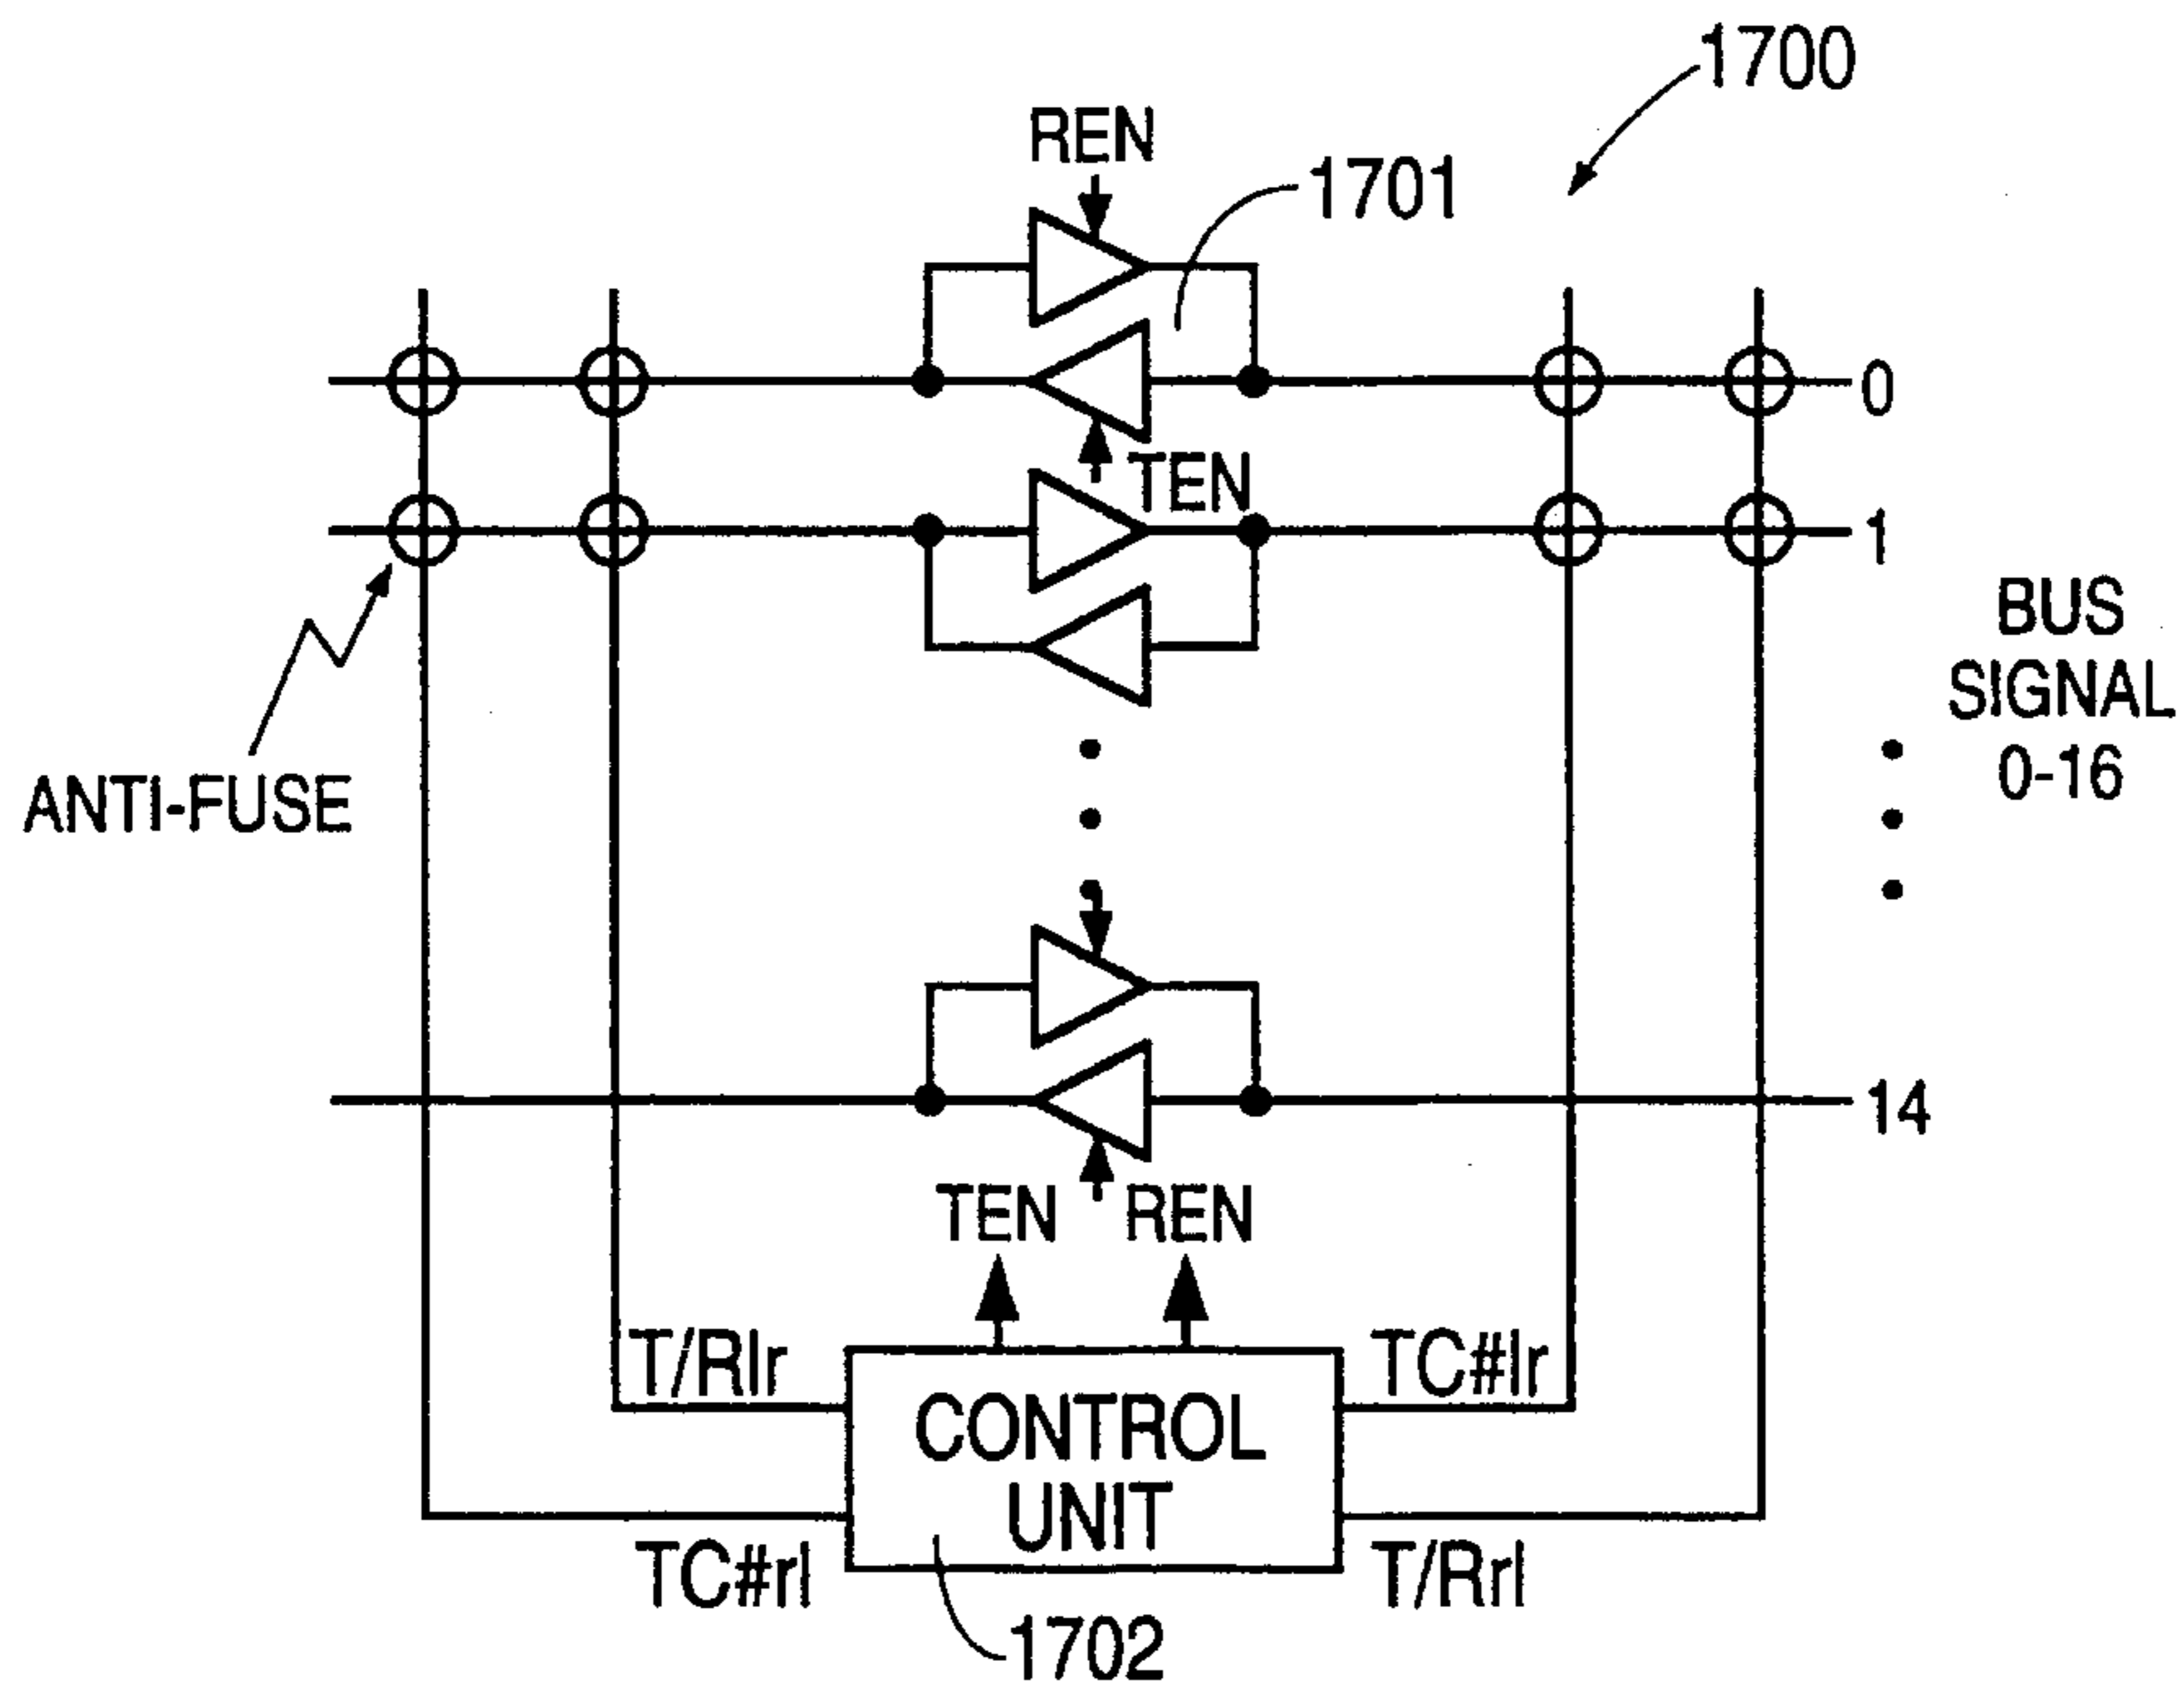 1700
REN
1701
0
TEN
1
BUS
SIGNAL
0-16
ANTI-FUSE
14
TEN REN
T/Rlr
TC#lr
CONTROL
UNIT
TC#rl
T/Rrl
1702